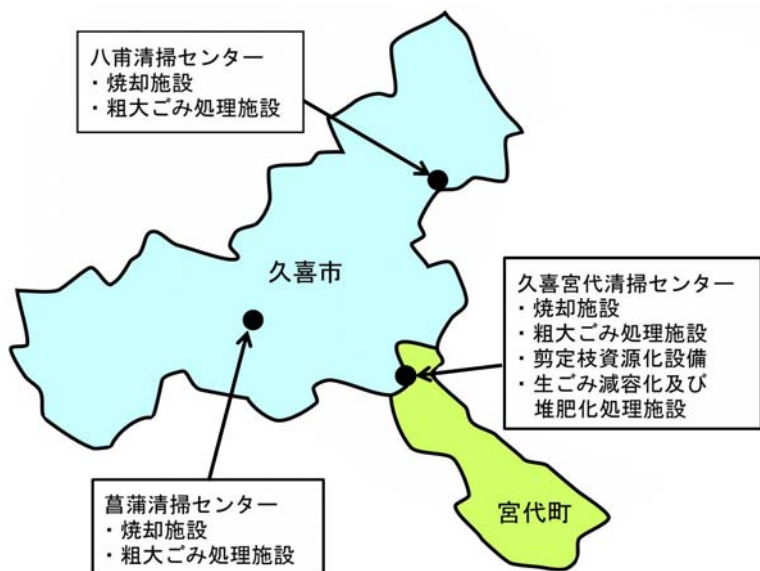 八甫清掃センター
・焼却施設
・粗大ごみ処理施設
久喜市
久喜宮代清掃センター
・焼却施設
・粗大ごみ処理施設
・剪定枝資源化設備
・生ごみ減容化及び
堆肥化処理施設
菖蒲清掃センター
・焼却施設
・粗大ごみ処理施設
宮代町